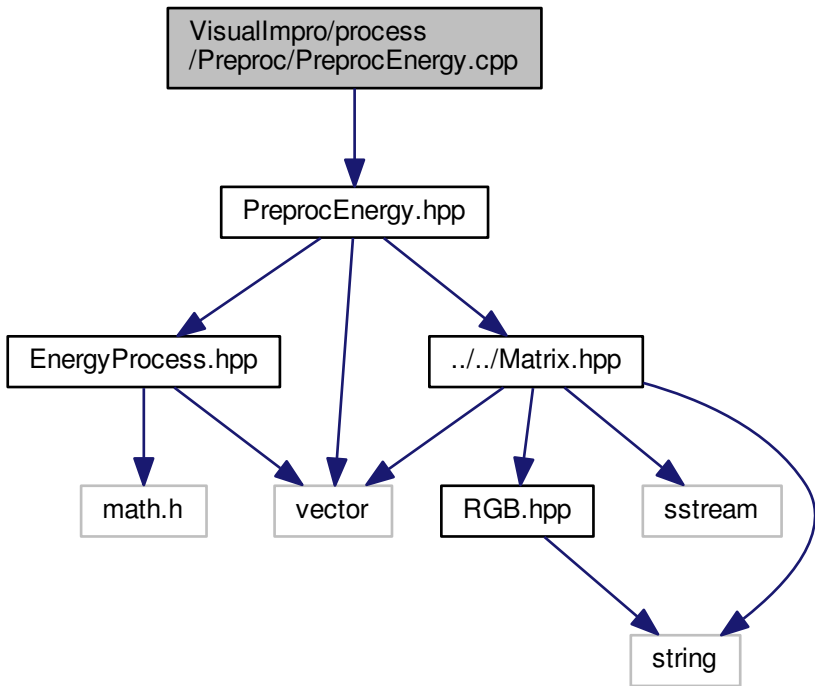 VisualImpro/process
/Preproc/PreprocEnergy.cpp
PreprocEnergy.hpp
EnergyProcess.hpp
../../Matrix.hpp
math.h
vector
RGB.hpp
sstream
string